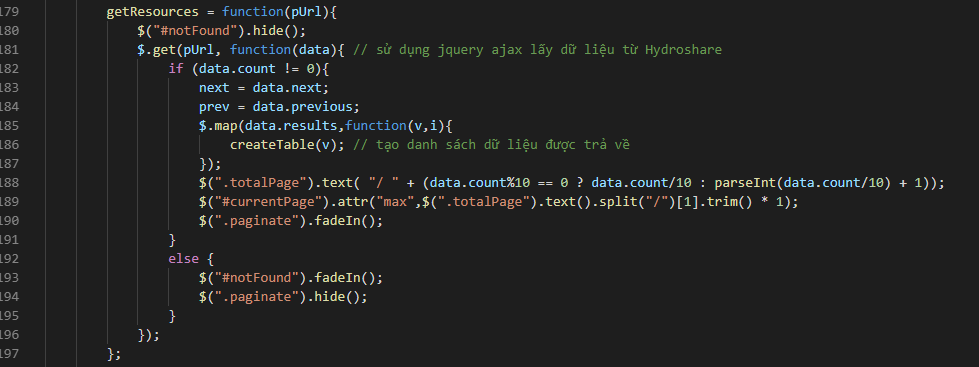 179 getResources = function(pUrl){
180 $("#notFound").hide();
181 $.get(pUrl, function(data){ // sử dụng jquery ajax lấy dữ liệu từ Hydroshare
182 if (data.count != 0){
183 next = data.next;
184 prev = data.previous;
185 $.map(data.results,function(v,i){
186 createTable(v); // tạo danh sách dữ liệu được trả về
187 });
188 $(".totalPage").text( "/ " + (data.count%10 == 0 ? data.count/10 : parseInt(data.count/10) + 1));
189 $("#currentPage").attr("max",$(".totalPage").text().split("/")[1].trim() * 1);
190 $(".paginate").fadeIn();
191 }
192 else {
193 $("#notFound").fadeIn();
194 $(".paginate").hide();
195 }
196 });
197 };